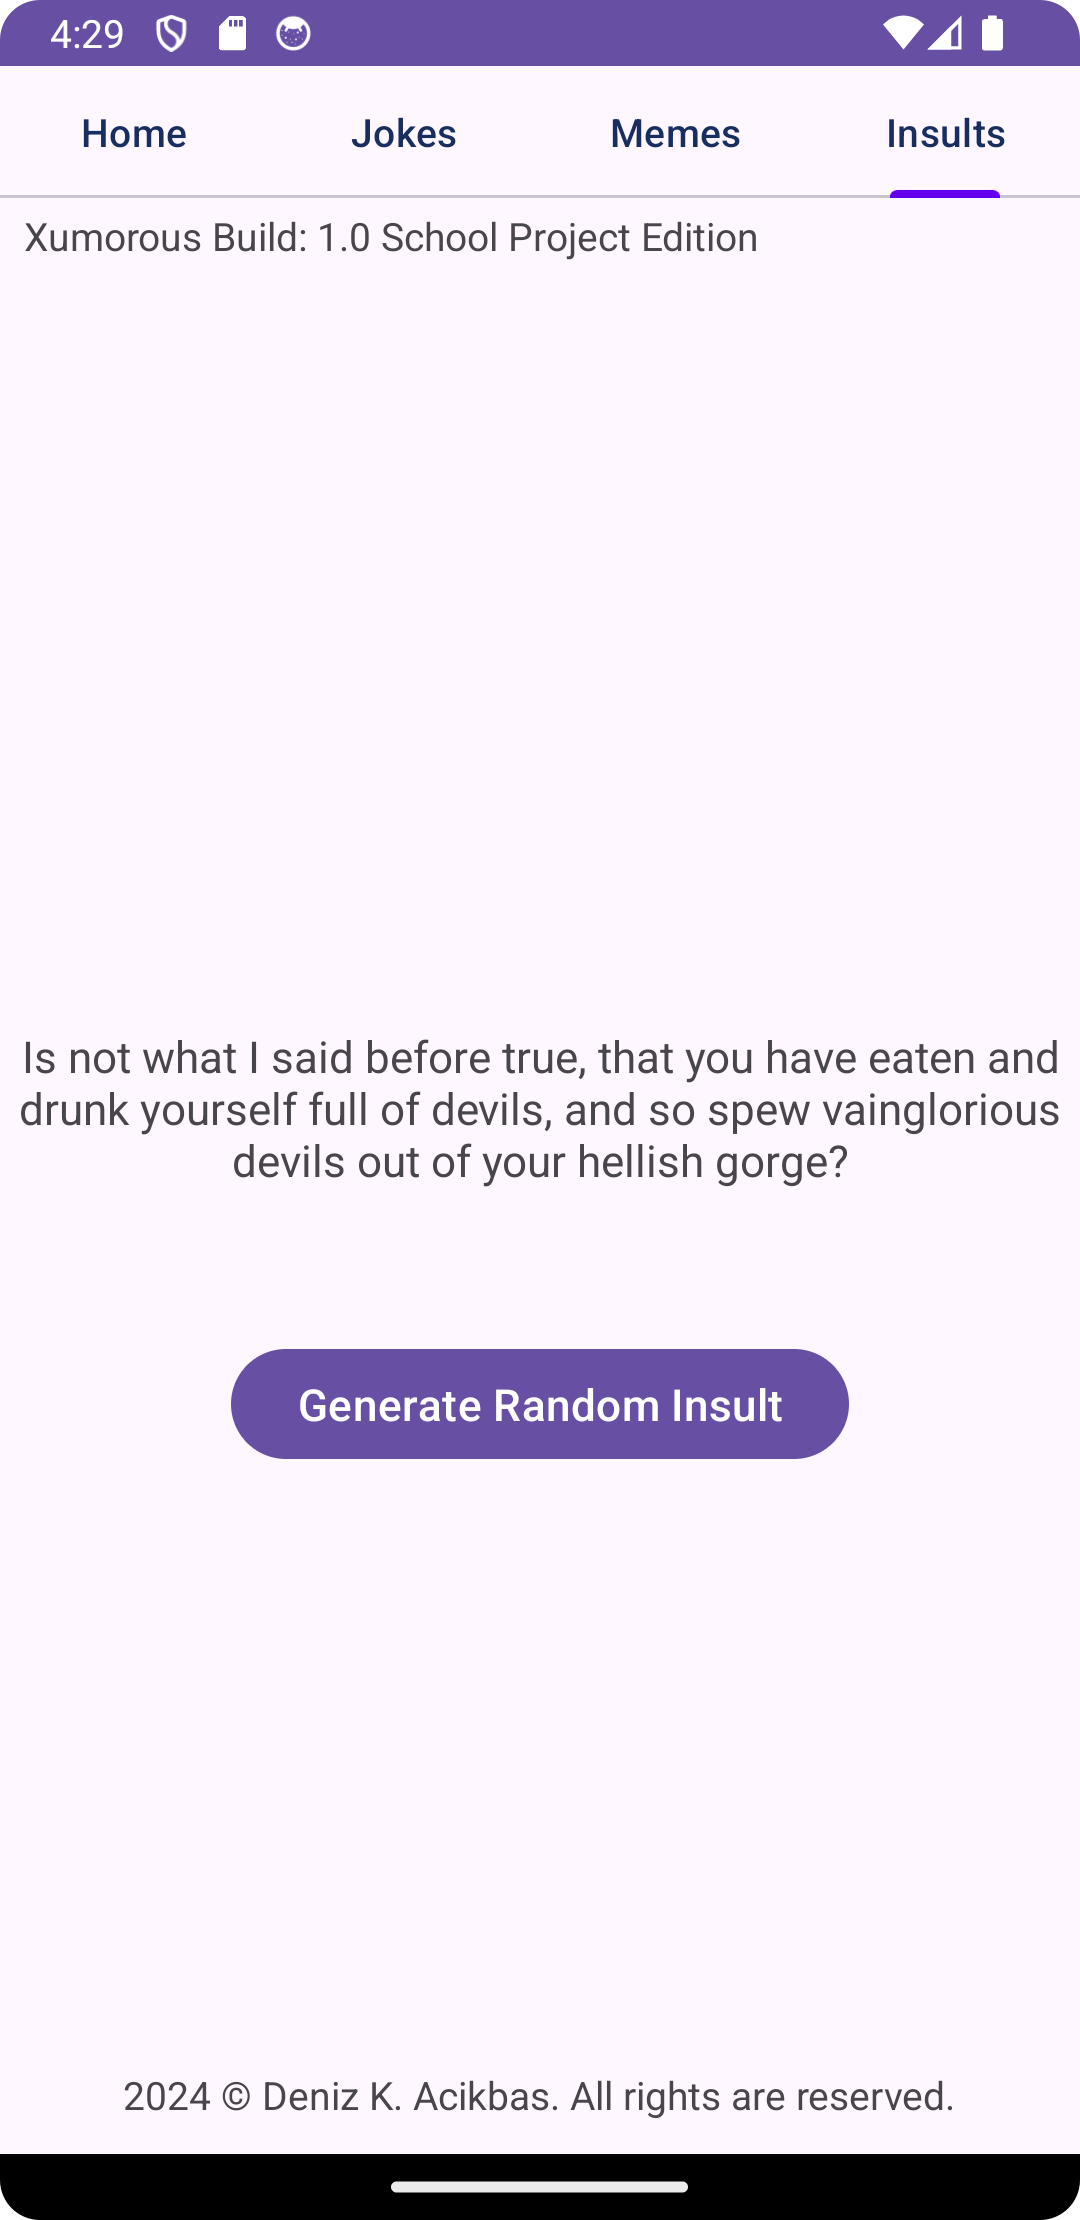 4:29
Home
Jokes
Memes
Insults
Xumorous Build: 1.0 School Project Edition
Is not what I said before true, that you have eaten and
drunk yourself full of devils, and so spew vainglorious
devils out of your hellish gorge?
Generate Random Insult
2024 © Deniz K. Acikbas. All rights are reserved.